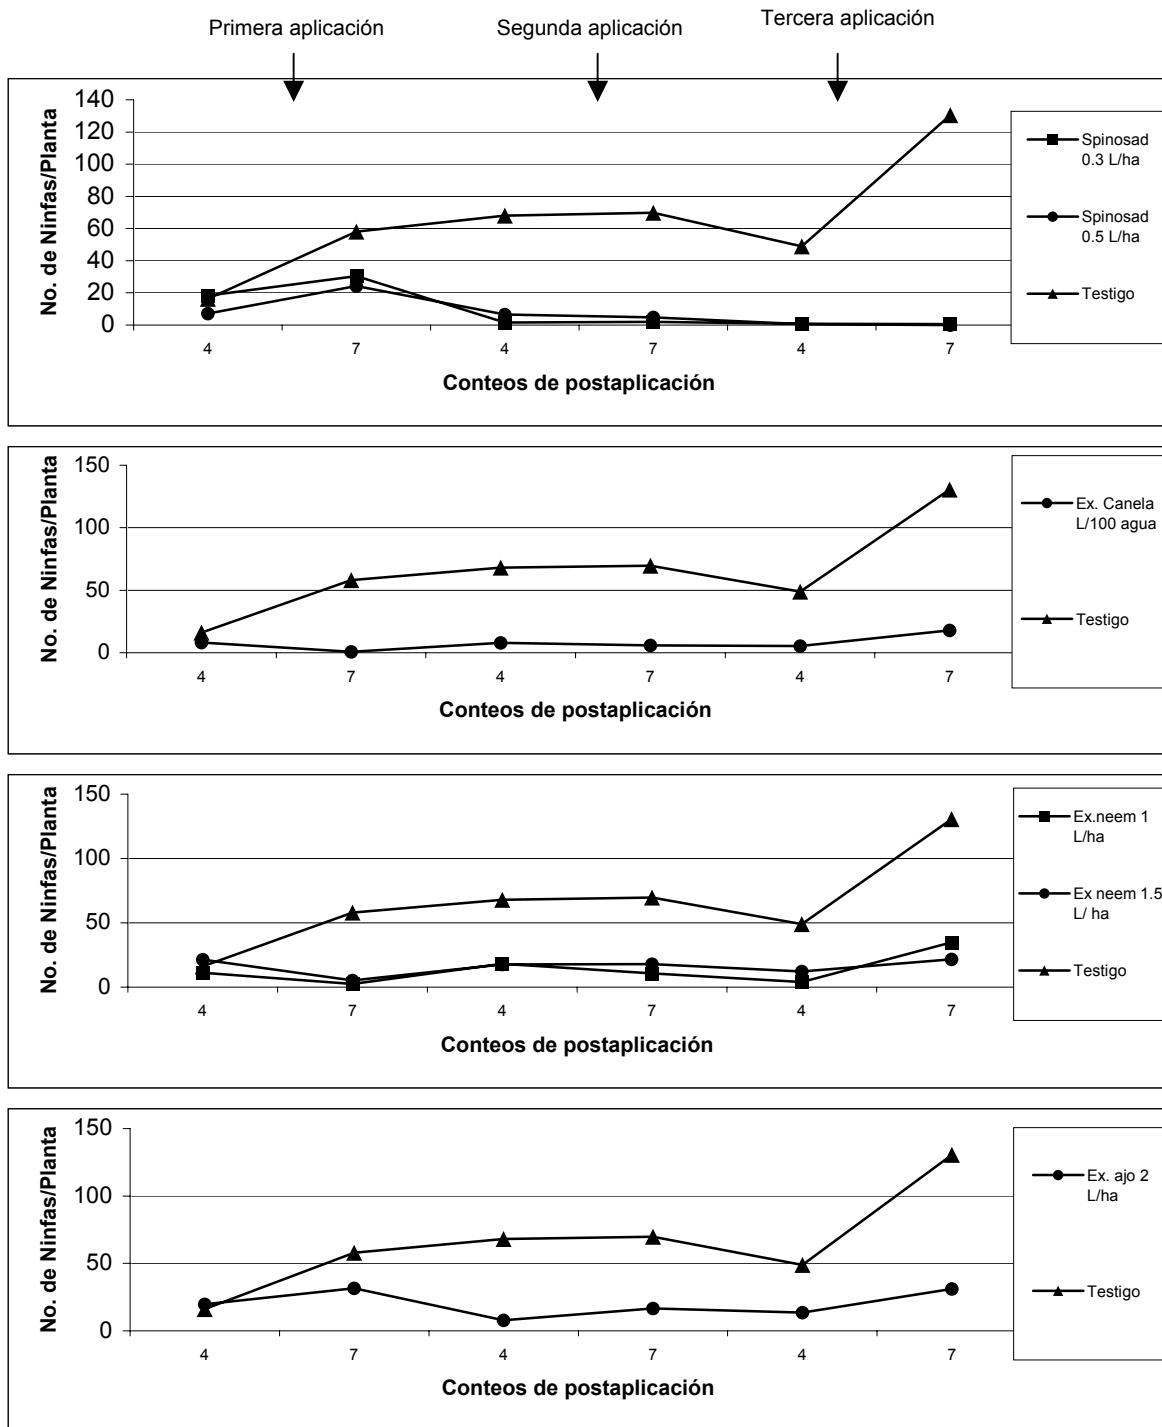 Primera aplicación
Segunda aplicación
Tercera aplicación
No. de Ninfas/Planta
140
120
100
80
60
40
20
0
4
7
4
7
4
7
Conteos de postaplicación
Spinosad
0.3 L/ha
Spinosad
0.5 L/ha
Testigo
No. de Ninfas/Planta
150
100
50
0
4
7
4
7
4
7
Conteos de postaplicación
Ex. Canela
L/100 agua
Testigo
No. de Ninfas/Planta
150
100
50
0
4
7
4
7
4
7
Conteos de postaplicación
Ex.neem 1
L/ha
Ex neem 1.5
L/ ha
Testigo
No. de Ninfas/Planta
150
100
50
0
4
7
4
7
4
7
Conteos de postaplicación
Ex. ajo 2
L/ha
Testigo